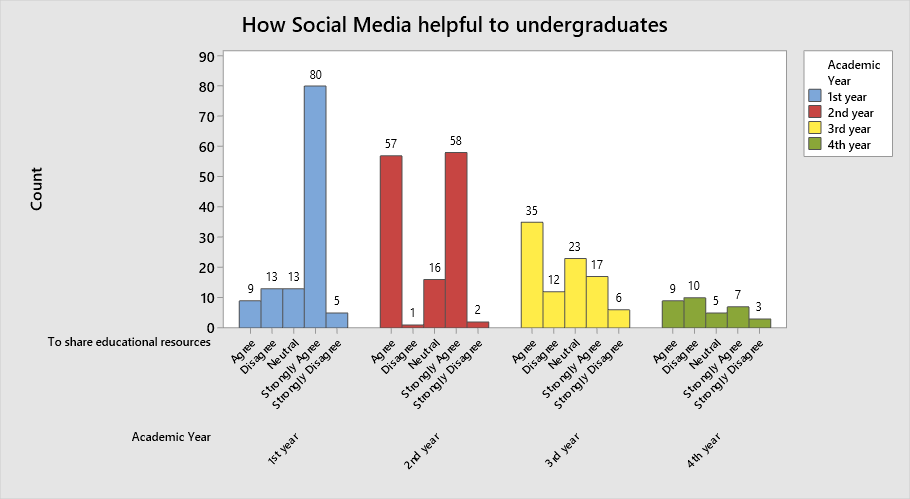 How Social Media helpful to undergraduates
Count
90
80
70
60
50
40
30
20
10
0
9 13 13 80 5
57 1 16 58 2
35 12 23 17 6
9 10 5 7 3
To share educational resources
Agree Disagree Neutral Strongly Agree Strongly Disagree
Agree Disagree Neutral Strongly Agree Strongly Disagree
Agree Disagree Neutral Strongly Agree Strongly Disagree
Agree Disagree Neutral Strongly Agree Strongly Disagree
Academic Year
1st year 2nd year 3rd year 4th year
Academic
Year
1st year
2nd year
3rd year
4th year